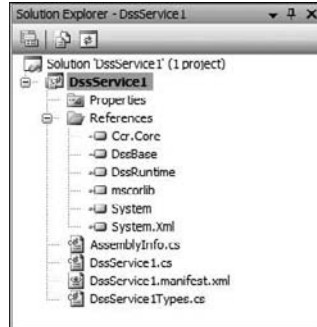 Solution Explorer - DssService1
Solution 'DssService1' (1 project)
DssService1
Properties
References
Ccr.Core
DssBase
DssRuntime
mscorlib
System
System.Xml
AssemblyInfo.cs
DssService1.cs
DssService1.manifest.xml
DssService1Types.cs